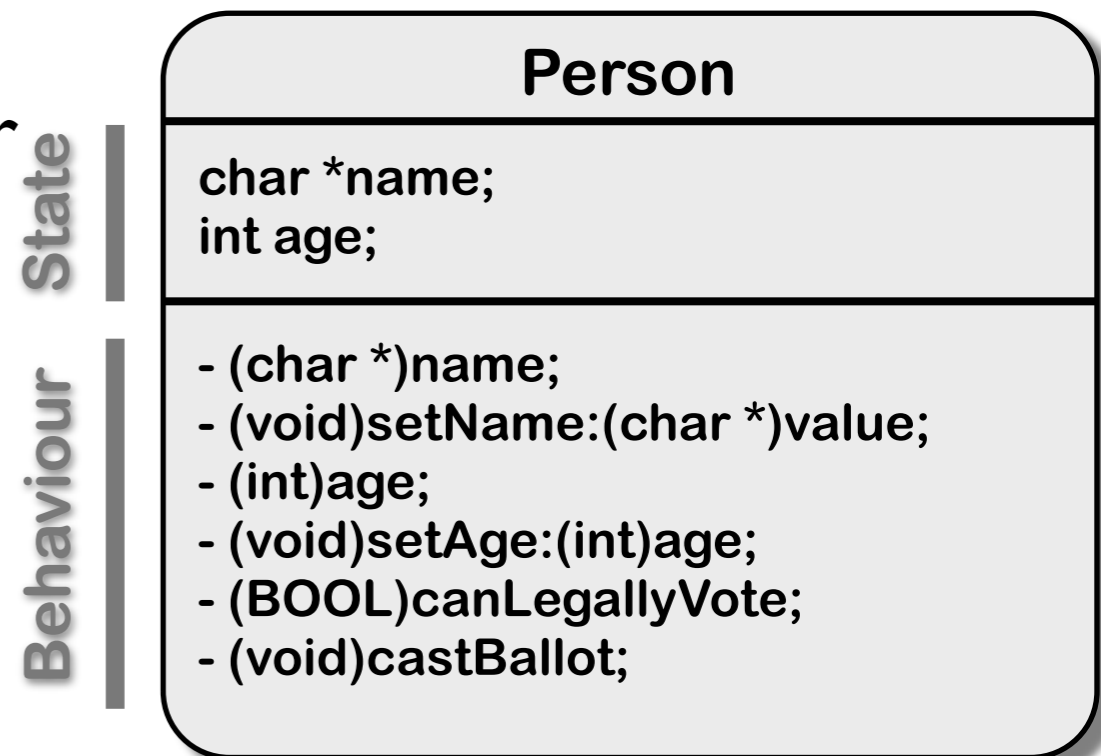 Person
State
char *name;
int age;
Behaviour
- (char *)name;
- (void)setName:(char *)value;
- (int)age;
- (void)setAge:(int)age;
- (BOOL)canLegallyVote;
- (void)castBallot;